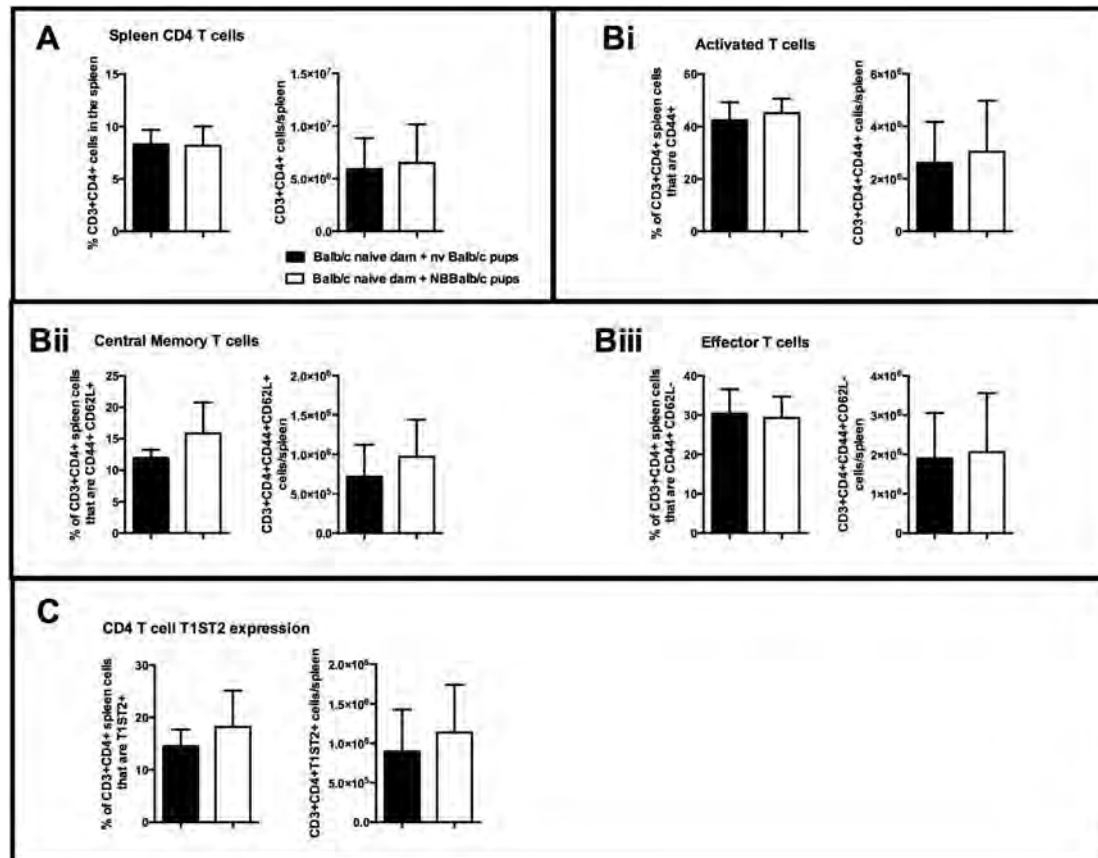 A
Spleen CD4 T cells
% CD3+CD4+ cells in the spleen
15
10
5
0
CD3+CD4+ cells/spleen
1.5×10⁷
1.0×10⁷
5.0×10⁶
0.0
Balb/c naive dam + nv Balb/c pups
Balb/c naive dam + NBBalb/c pups
Bi
Activated T cells
% of CD3+CD4+ spleen cells
that are CD44+
60
40
20
0
CD3+CD4+CD44+ cells/spleen
6×10⁶
4×10⁶
2×10⁶
0
Bii
Central Memory T cells
% of CD3+CD4+ spleen cells
that are CD44+ CD62L+
25
20
15
10
5
0
CD3+CD4+CD44+CD62L+
cells/spleen
2.0×10⁶
1.5×10⁶
1.0×10⁶
5.0×10⁵
0.0
Biii
Effector T cells
% of CD3+CD4+ spleen cells
that are CD44+ CD62L-
40
30
20
10
0
CD3+CD4+CD44+CD62L-
cells/spleen
4×10⁶
3×10⁶
2×10⁶
1×10⁶
0
C
CD4 T cell T1ST2 expression
% of CD3+CD4+ spleen cells
that are T1ST2+
30
20
10
0
CD3+CD4+T1ST2+ cells/spleen
2.0×10⁶
1.5×10⁶
1.0×10⁶
5.0×10⁵
0.0